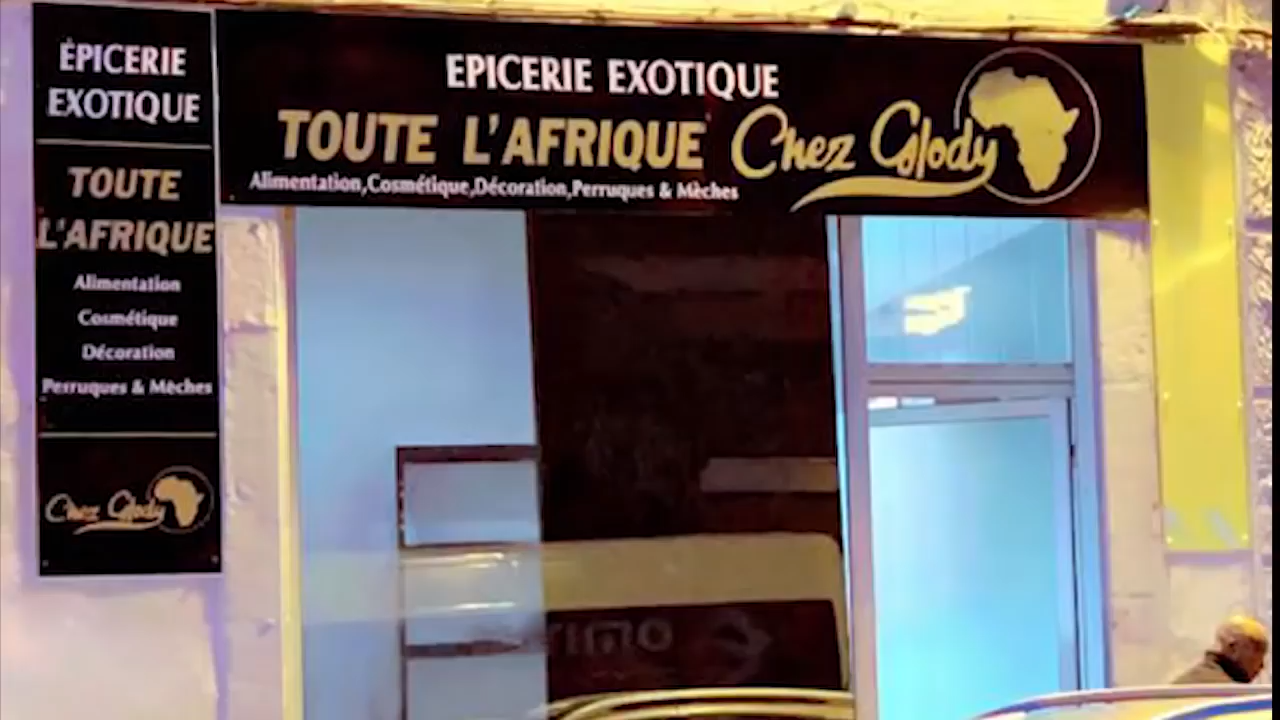 ÉPICERIE
EXOTIQUE
TOUTE
L'AFRIQUE
Alimentation
Cosmétique
Décoration
Perruques & Mèches
Chez Glody
EPICERIE EXOTIQUE
TOUTE L'AFRIQUE Chez Glody
Alimentation,Cosmétique,Décoration,Perruques & Mèches